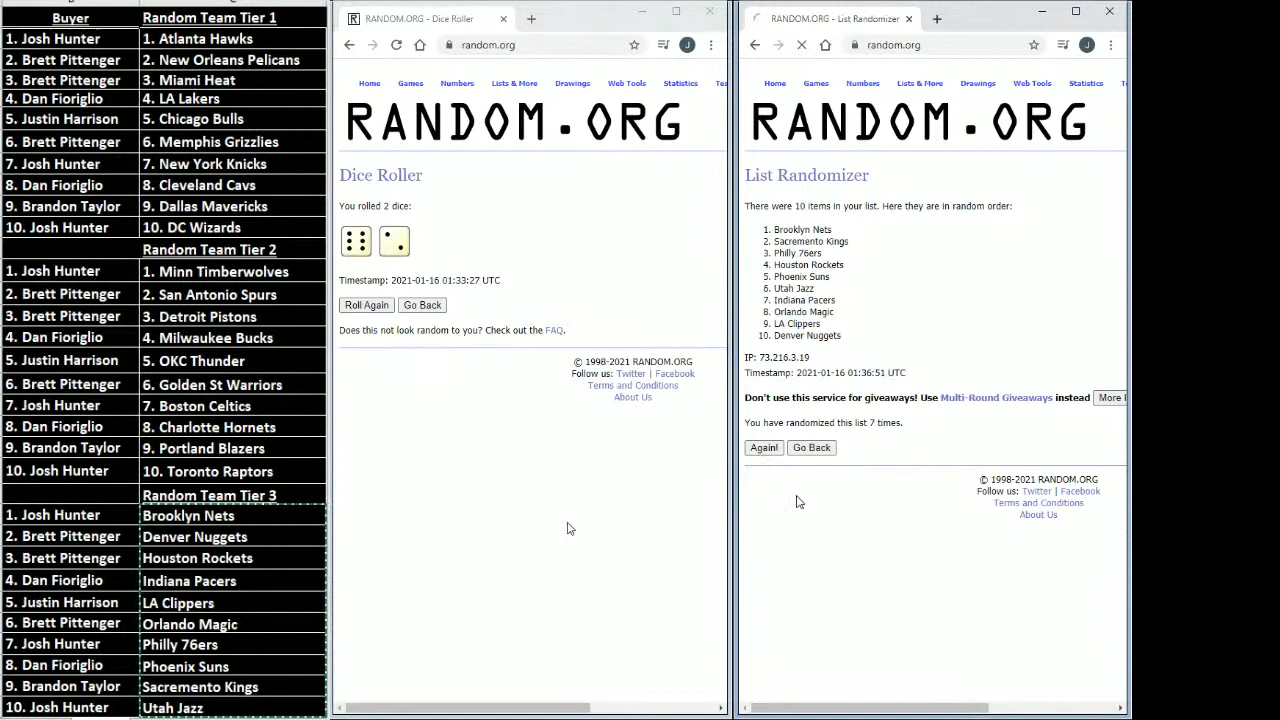 Buyer Random Team Tier 1
1. Josh Hunter 1. Atlanta Hawks
2. Brett Pittenger 2. New Orleans Pelicans
3. Brett Pittenger 3. Miami Heat
4. Dan Fioriglio 4. LA Lakers
5. Justin Harrison 5. Chicago Bulls
6. Brett Pittenger 6. Memphis Grizzlies
7. Josh Hunter 7. New York Knicks
8. Dan Fioriglio 8. Cleveland Cavs
9. Brandon Taylor 9. Dallas Mavericks
10. Josh Hunter 10. DC Wizards
Random Team Tier 2
1. Josh Hunter 1. Minn Timberwolves
2. Brett Pittenger 2. San Antonio Spurs
3. Brett Pittenger 3. Detroit Pistons
4. Dan Fioriglio 4. Milwaukee Bucks
5. Justin Harrison 5. OKC Thunder
6. Brett Pittenger 6. Golden St Warriors
7. Josh Hunter 7. Boston Celtics
8. Dan Fioriglio 8. Charlotte Hornets
9. Brandon Taylor 9. Portland Blazers
10. Josh Hunter 10. Toronto Raptors
Random Team Tier 3
1. Josh Hunter Brooklyn Nets
2. Brett Pittenger Denver Nuggets
3. Brett Pittenger Houston Rockets
4. Dan Fioriglio Indiana Pacers
5. Justin Harrison LA Clippers
6. Brett Pittenger Orlando Magic
7. Josh Hunter Philly 76ers
8. Dan Fioriglio Phoenix Suns
9. Brandon Taylor Sacremento Kings
10. Josh Hunter Utah Jazz
R RANDOM.ORG - Dice Roller
random.org J
Home Games Numbers Lists & More Drawings Web Tools Statistics
RANDOM.ORG
Dice Roller
You rolled 2 dice:
Timestamp: 2021-01-16 01:33:27 UTC
Roll Again Go Back
Does this not look random to you? Check out the FAQ.
© 1998-2021 RANDOM.ORG
Follow us: Twitter | Facebook
Terms and Conditions
About Us
RANDOM.ORG - List Randomizer
random.org J
Home Games Numbers Lists & More Drawings Web Tools Statistics
RANDOM.ORG
List Randomizer
There were 10 items in your list. Here they are in random order:
1. Brooklyn Nets
2. Sacremento Kings
3. Philly 76ers
4. Houston Rockets
5. Phoenix Suns
6. Utah Jazz
7. Indiana Pacers
8. Orlando Magic
9. LA Clippers
10. Denver Nuggets
IP: 73.216.3.19
Timestamp: 2021-01-16 01:36:51 UTC
Don't use this service for giveaways! Use Multi-Round Giveaways instead More
You have randomized this list 7 times.
Again! Go Back
© 1998-2021 RANDOM.ORG
Follow us: Twitter | Facebook
Terms and Conditions
About Us